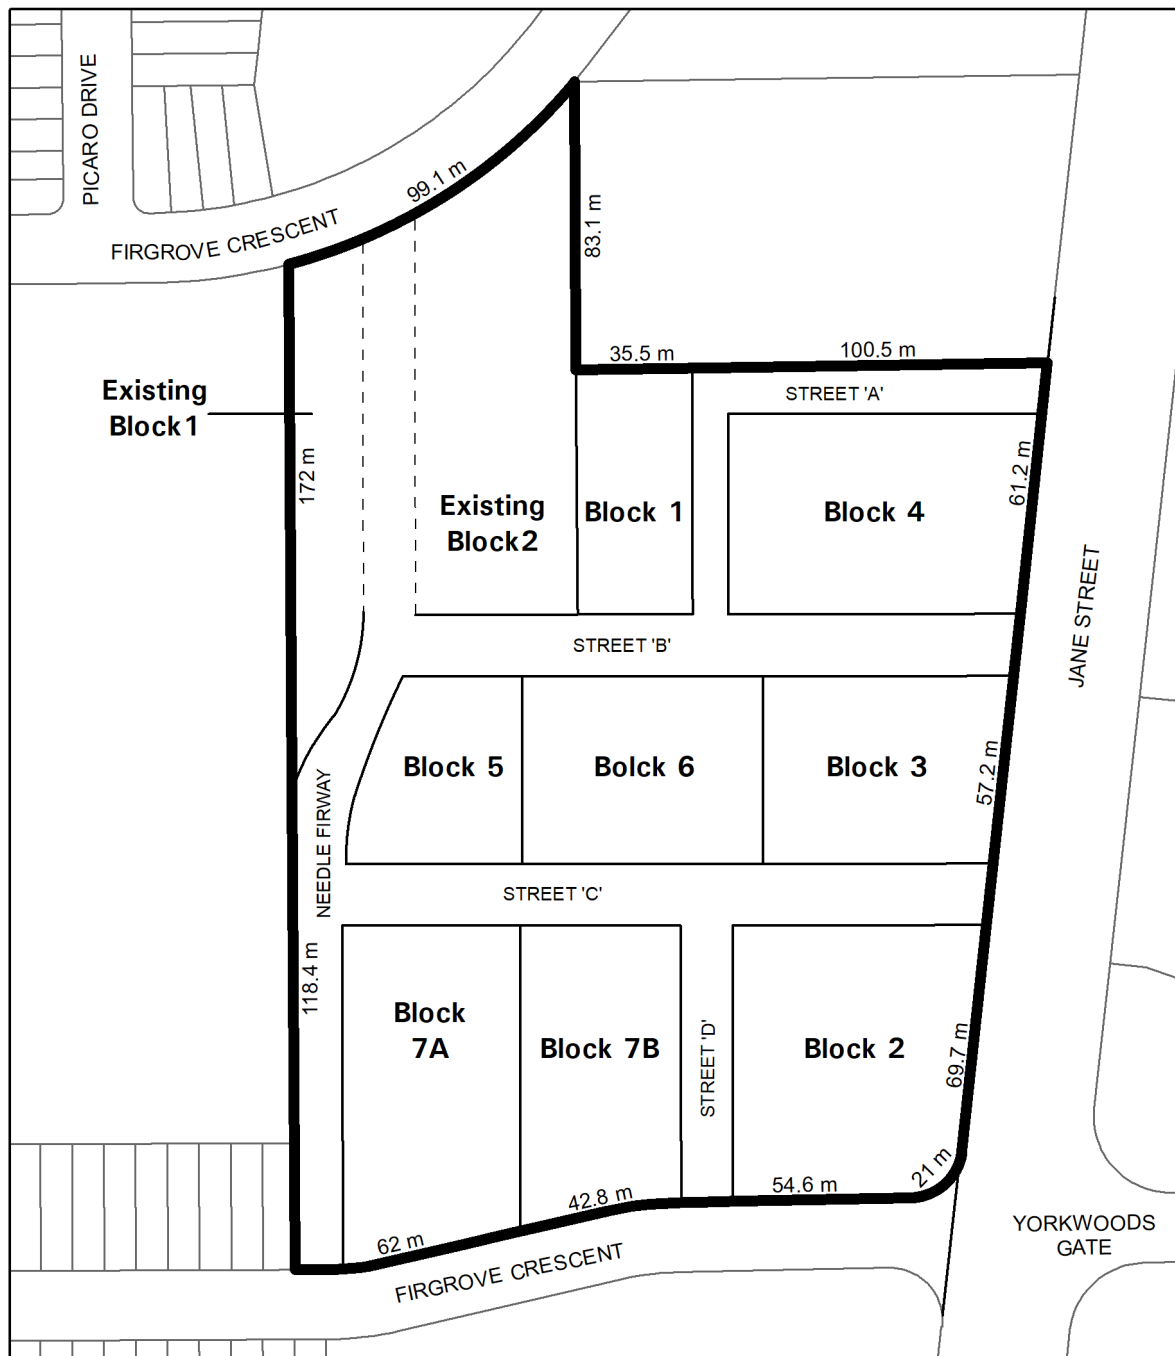 PICARO DRIVE
99.1 m
FIRGROVE CRESCENT
83.1 m
35.5 m
100.5 m
STREET 'A'
Existing
Block1
172 m
61.2 m
Existing
Block2
Block 1
Block 4
JANE STREET
STREET 'B'
Block 5
Bolck 6
Block 3
57.2 m
NEEDLE FIRWAY
STREET 'C'
118.4 m
Block
7A
Block 7B
STREET 'D'
Block 2
69.7 m
21 m
54.6 m
42.8 m
62 m
FIRGROVE CRESCENT
YORKWOODS
GATE